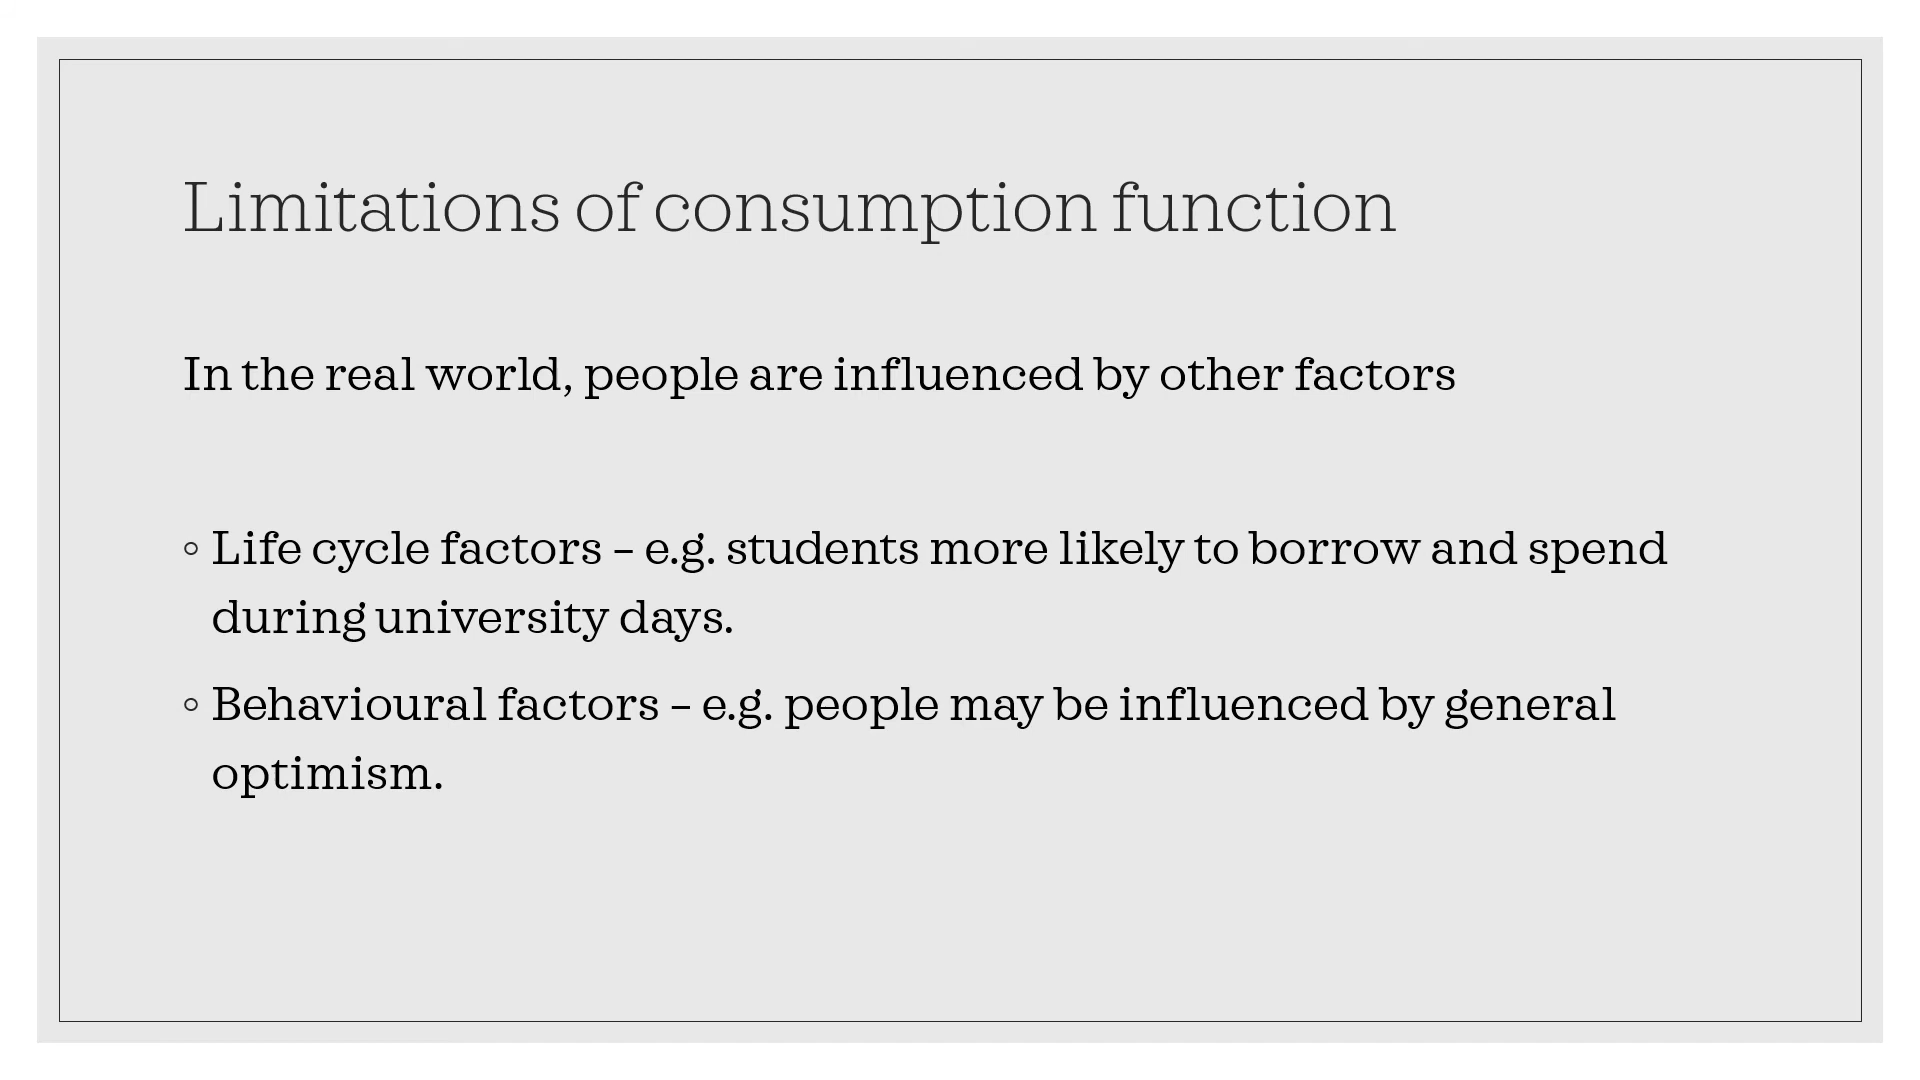 Limitations of consumption function
In the real world, people are influenced by other factors
◦ Life cycle factors – e.g. students more likely to borrow and spend
during university days.
◦ Behavioural factors – e.g. people may be influenced by general
optimism.